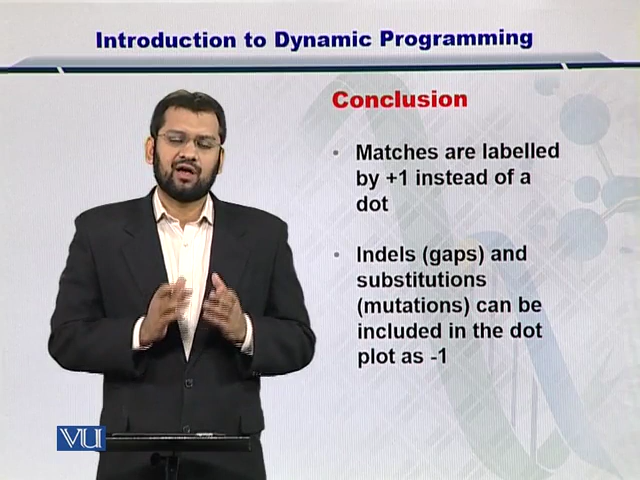 Introduction to Dynamic Programming
Conclusion
• Matches are labelled
by +1 instead of a
dot
• Indels (gaps) and
substitutions
(mutations) can be
included in the dot
plot as -1
VU